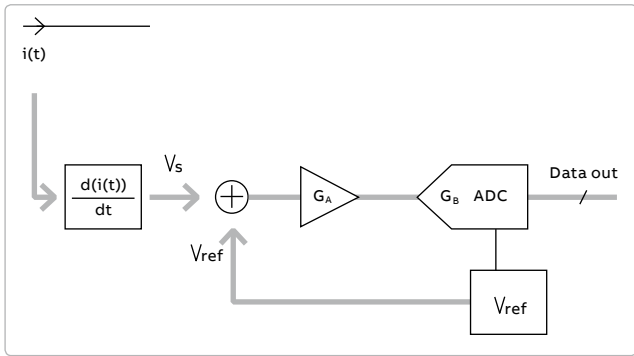 i(t)
d(i(t))
dt
Vs
+
GA
GB ADC
Data out
Vref
Vref